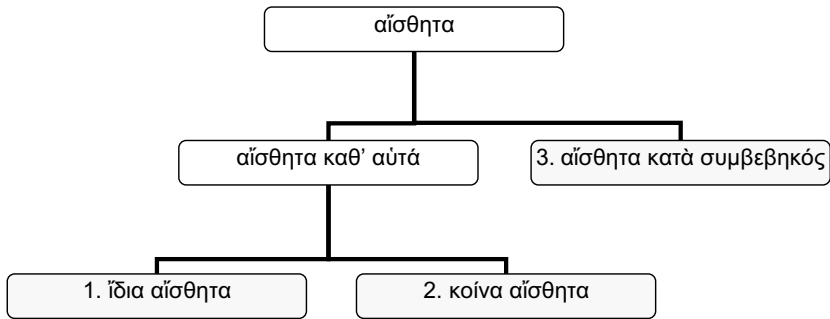 αἴσθητα
αἴσθητα καθ’ αὑτά
3. αἴσθητα κατὰ συμβεβηκός
1. ἴδια αἴσθητα
2. κοίνα αἴσθητα